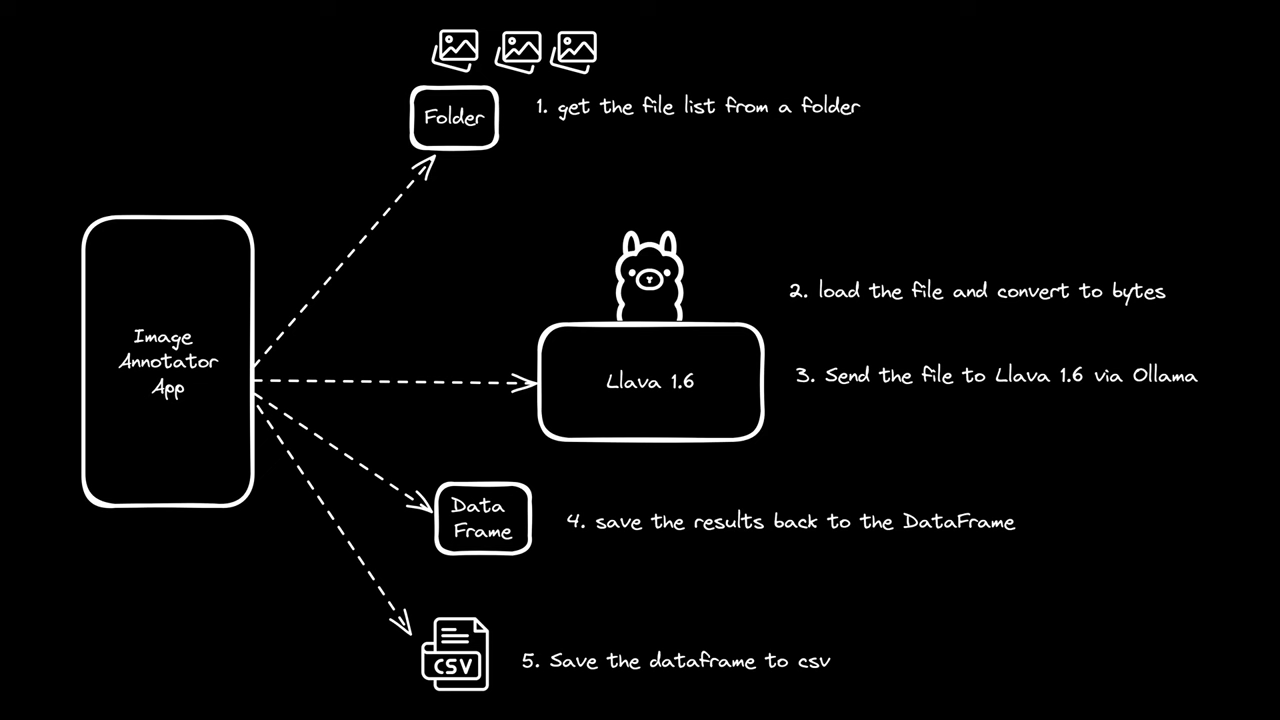 Folder
1. get the file list from a folder
Image
Annotator
App
2. load the file and convert to bytes
Llava 1.6
3. Send the file to Llava 1.6 via Ollama
Data
Frame
4. save the results back to the DataFrame
CSV
5. Save the dataframe to csv